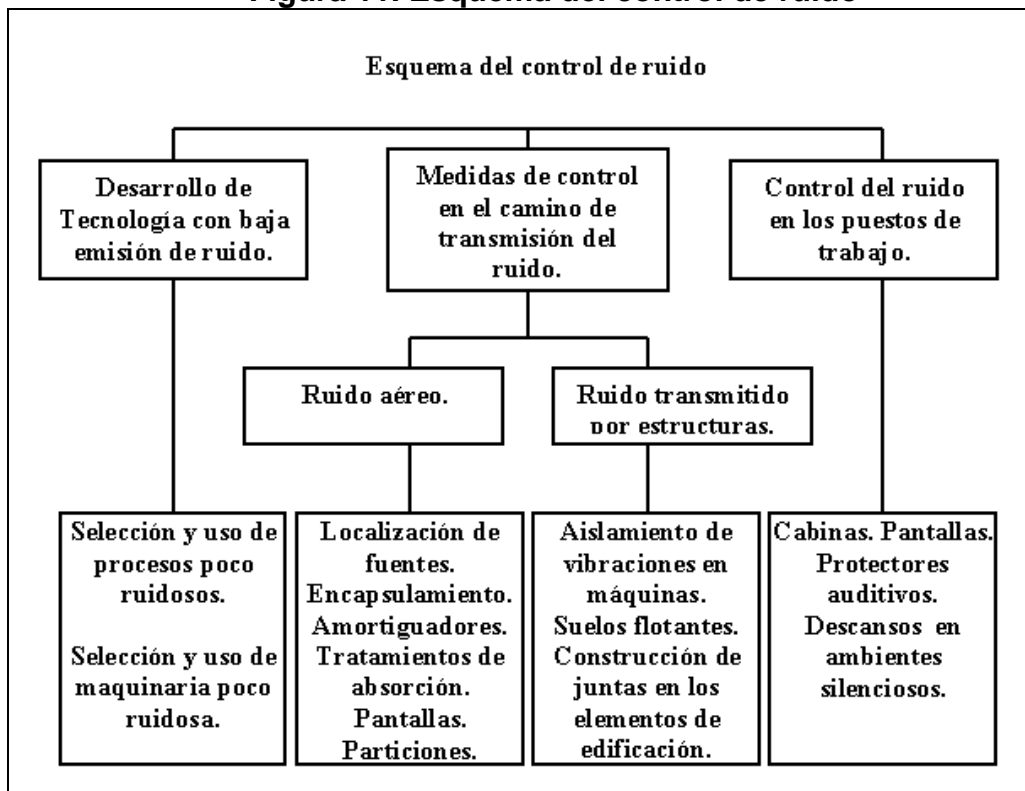 Esquema del control de ruido
Desarrollo de
Tecnología con baja
emisión de ruido.
Medidas de control
en el camino de
transmisión del
ruido.
Control del ruido
en los puestos de
trabajo.
Ruido aéreo.
Ruido transmitido
por estructuras.
Selección y uso de
procesos poco
ruidosos.
Selección y uso de
maquinaria poco
ruidosa.
Localización de
fuentes.
Encapsulamiento.
Amortiguadores.
Tratamientos de
absorción.
Pantallas.
Particiones.
Aislamiento de
vibraciones en
máquinas.
Suelos flotantes.
Construcción de
juntas en los
elementos de
edificación.
Cabinas. Pantallas.
Protectores
auditivos.
Descansos en
ambientes
silenciosos.